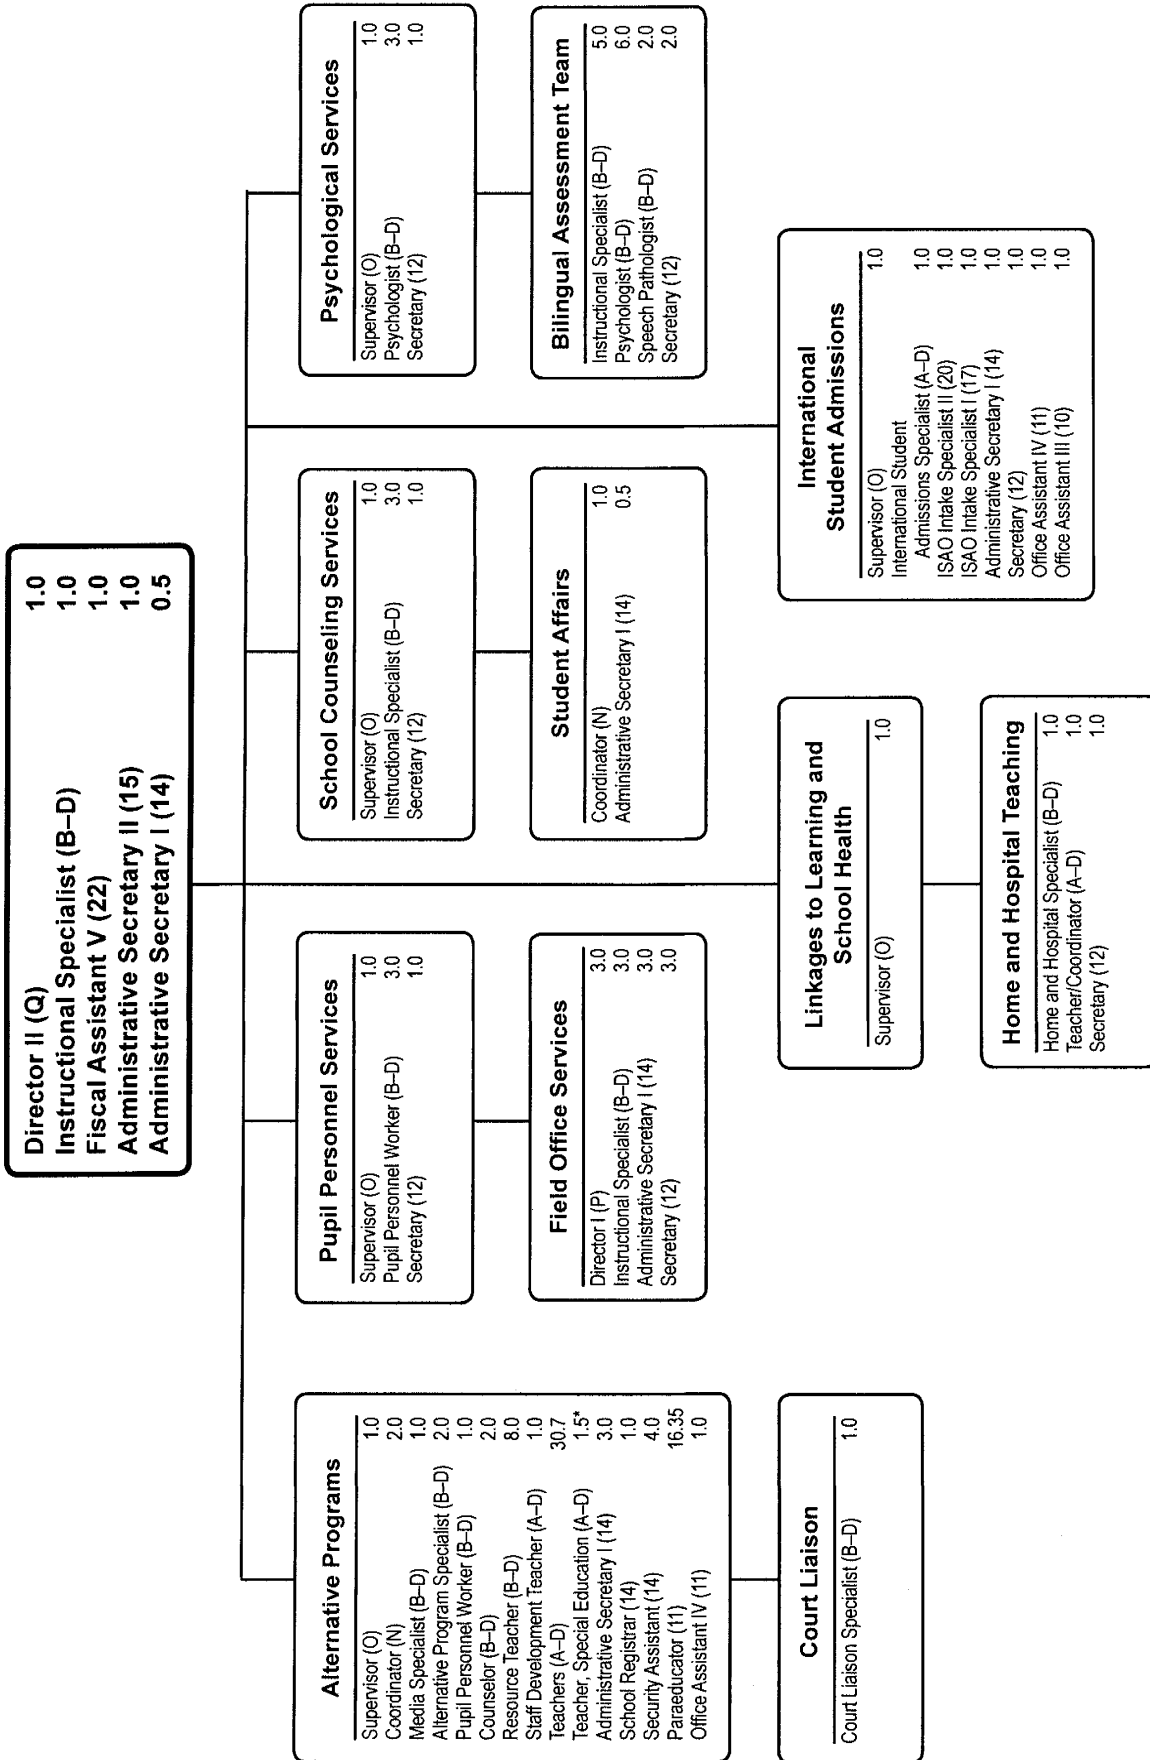 Director II (Q) 1.0
Instructional Specialist (B–D) 1.0
Fiscal Assistant V (22) 1.0
Administrative Secretary II (15) 1.0
Administrative Secretary I (14) 0.5
Alternative Programs
Supervisor (O) 1.0
Coordinator (N) 2.0
Media Specialist (B–D) 1.0
Alternative Program Specialist (B–D) 2.0
Pupil Personnel Worker (B–D) 1.0
Counselor (B–D) 2.0
Resource Teacher (B–D) 8.0
Staff Development Teacher (A–D) 1.0
Teachers (A–D) 30.7
Teacher, Special Education (A–D) 1.5*
Administrative Secretary I (14) 3.0
School Registrar (14) 1.0
Security Assistant (14) 4.0
Paraeducator (11) 16.35
Office Assistant IV (11) 1.0
Court Liaison
Court Liaison Specialist (B–D) 1.0
Pupil Personnel Services
Supervisor (O) 1.0
Pupil Personnel Worker (B–D) 3.0
Secretary (12) 1.0
Field Office Services
Director I (P) 3.0
Instructional Specialist (B–D) 3.0
Administrative Secretary I (14) 3.0
Secretary (12) 3.0
School Counseling Services
Supervisor (O) 1.0
Instructional Specialist (B–D) 3.0
Secretary (12) 1.0
Student Affairs
Coordinator (N) 1.0
Administrative Secretary I (14) 0.5
Psychological Services
Supervisor (O) 1.0
Psychologist (B–D) 3.0
Secretary (12) 1.0
Bilingual Assessment Team
Instructional Specialist (B–D) 5.0
Psychologist (B–D) 6.0
Speech Pathologist (B–D) 2.0
Secretary (12) 2.0
Linkages to Learning and
School Health
Supervisor (O) 1.0
Home and Hospital Teaching
Home and Hospital Specialist (B–D) 1.0
Teacher/Coordinator (A–D) 1.0
Secretary (12) 1.0
International
Student Admissions
Supervisor (O) 1.0
International Student
Admissions Specialist (A–D) 1.0
ISAO Intake Specialist II (20) 1.0
ISAO Intake Specialist I (17) 1.0
Administrative Secretary I (14) 1.0
Secretary (12) 1.0
Office Assistant IV (11) 1.0
Office Assistant III (10) 1.0